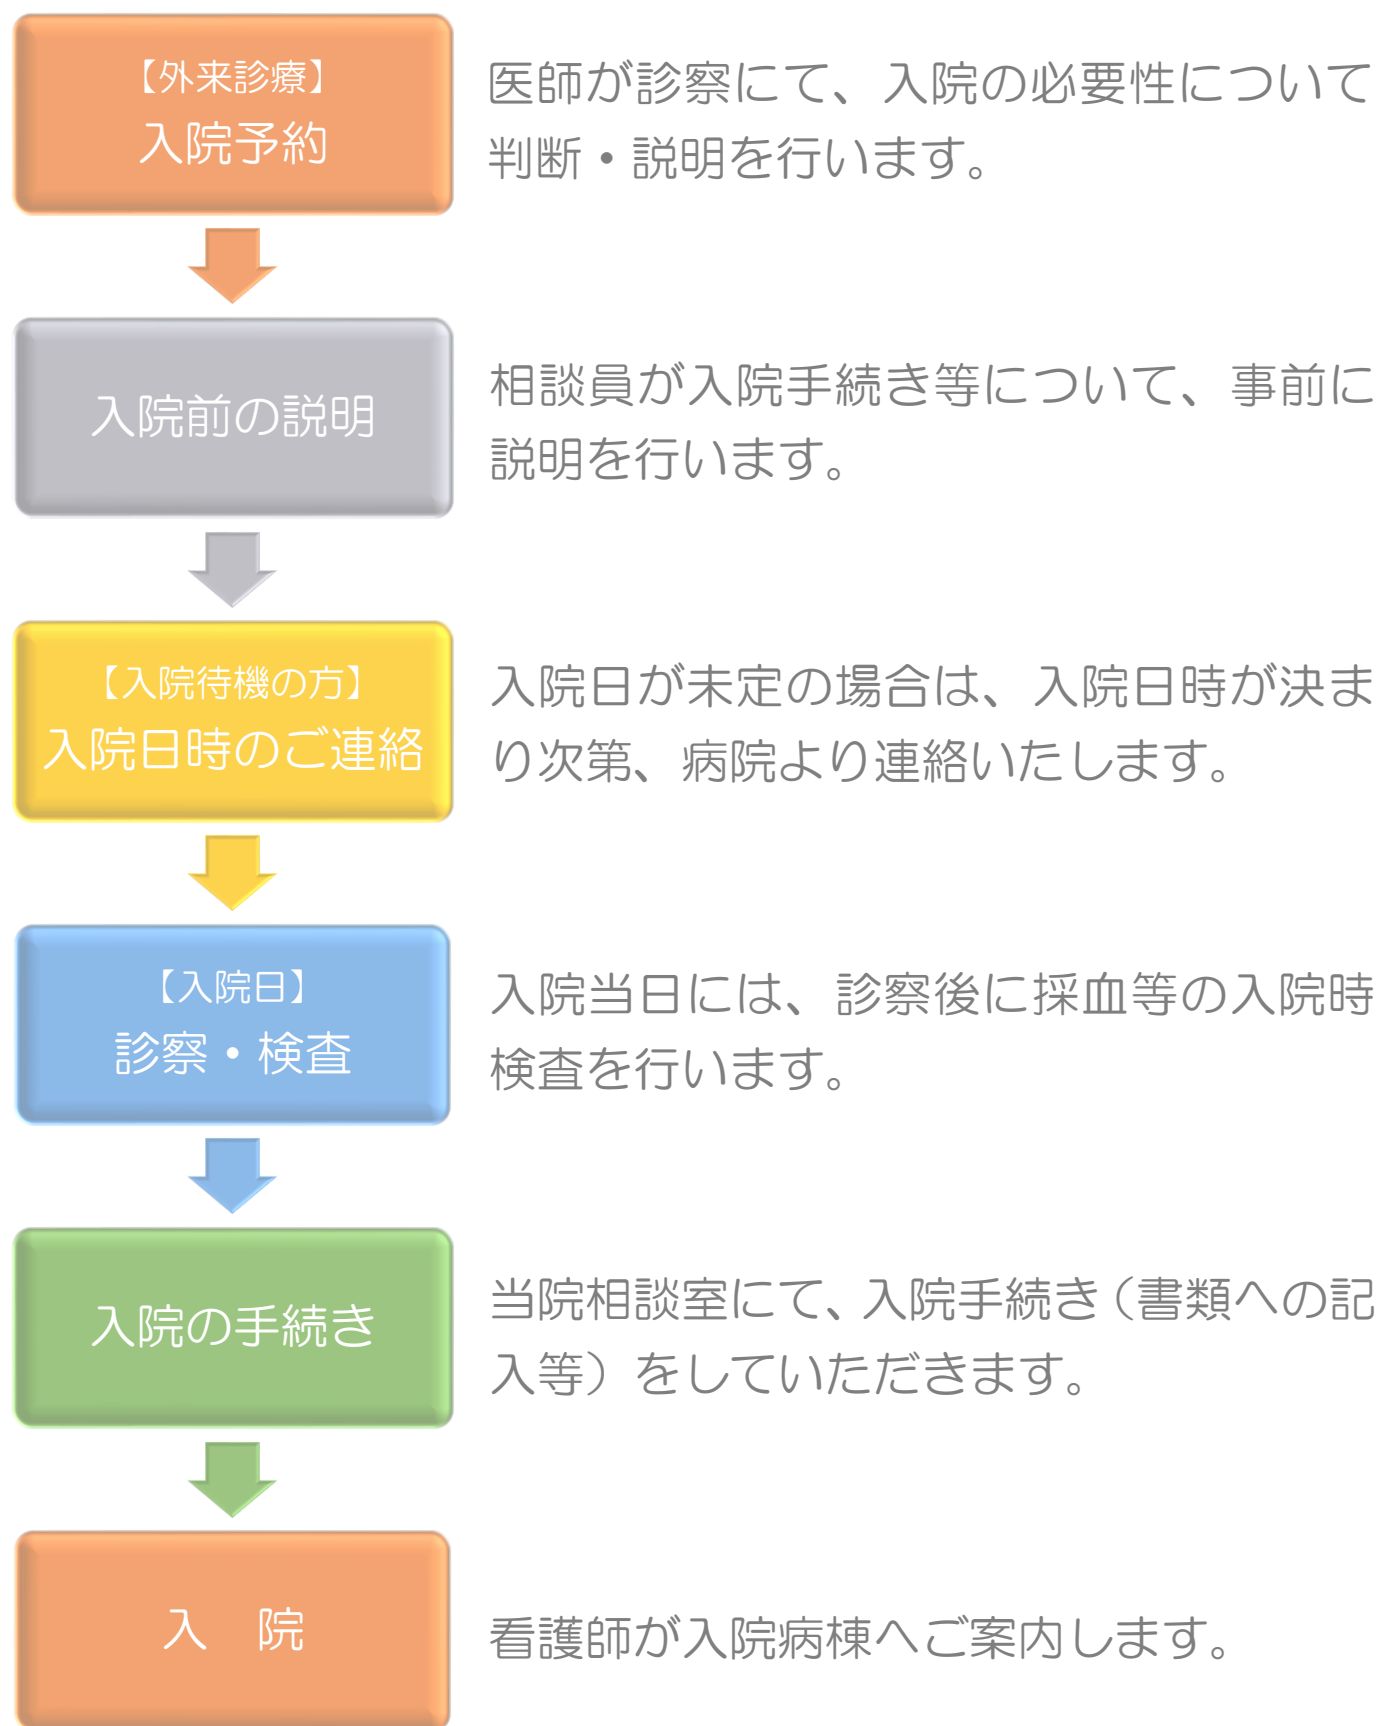 【外来診療】
入院予約
医師が診察にて、入院の必要性について
判断・説明を行います。
入院前の説明
相談員が入院手続き等について、事前に
説明を行います。
【入院待機の方】
入院日時のご連絡
入院日が未定の場合は、入院日時が決ま
り次第、病院より連絡いたします。
【入院日】
診察・検査
入院当日には、診察後に採血等の入院時
検査を行います。
入院の手続き
当院相談室にて、入院手続き（書類への記
入等）をしていただきます。
入　院
看護師が入院病棟へご案内します。